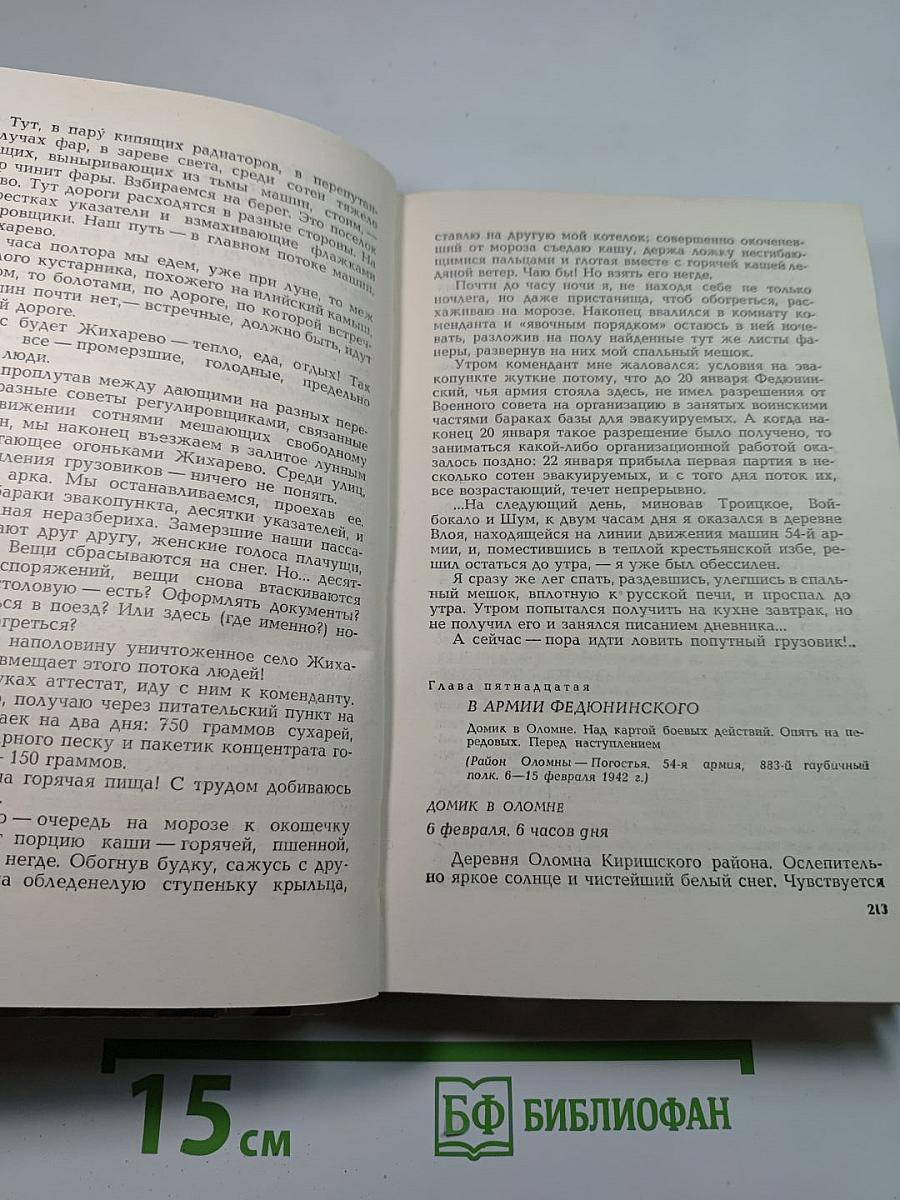 Тут, в пару́ кипящих радиаторов, в перепутан-
лучах фар, в зареве света, среди сотен тяжело
щих, выныривающих из тьмы машин, стоим,—
р чинит фары. Взбираемся на берег. Это поселок
во. Тут дороги расходятся в разные стороны. На
рестках указатели и взмахивающие флажками
ровщики. Наш путь — в главном потоке машин,
харево.
часа полтора мы едем, уже при луне, то меж
лого кустарника, похожего на илийский камыш,
ом, то болотами, по дороге, по которой встреч-
шин почти нет,— встречные, должно быть, идут
й дороге.
с будет Жихарево — тепло, еда, отдых! Так
все — промерзшие, голодные, предельно
люди.
проплутав между дающими на разных пере-
разные советы регулировщиками, связанные
движении сотнями мешающих свободному
н, мы наконец въезжаем в залитое лунным
тающее огоньками Жихарево. Среди улиц,
пления грузовиков — ничего не понять.
арка. Мы останавливаемся, проехав ее,
бараки эвакопункта, десятки указателей, и
ная неразбериха. Замерзшие наши пасса-
ают друг другу, женские голоса плачущи,
Вещи сбрасываются на снег. Но... десят-
споряжений, вещи снова втаскиваются
столовую — есть? Оформлять документы?
ься в поезд? Или здесь (где именно?) но-
огреться?
наполовину уничтоженное село Жиха-
вмещает этого потока людей!
уках аттестат, иду с ним к коменданту.
о, получаю через питательский пункт на
паек на два дня: 750 граммов сухарей,
арного песку и пакетик концентрата го-
— 150 граммов.
на горячая пища! С трудом добиваюсь
о — очередь на морозе к окошечку
т порцию каши — горячей, пшенной,
негде. Обогнув будку, сажусь с дру-
на обледенелую ступеньку крыльца,
ставлю на другую мой котелок; совершенно окоченев-
ший от мороза съедаю кашу, держа ложку несгибаю-
щимися пальцами и глотая вместе с горячей кашей ле-
дяной ветер. Чаю бы! Но взять его негде.
Почти до часу ночи я, не находя себе не только
ночлега, но даже пристанища, чтоб обогреться, рас-
хаживаю на морозе. Наконец ввалился в комнату ко-
менданта и «явочным порядком» остаюсь в ней ноче-
вать, разложив на полу найденные тут же листы фа-
неры, развернув на них мой спальный мешок.
Утром комендант мне жаловался: условия на эва-
копункте жуткие потому, что до 20 января Федюнин-
ский, чья армия стояла здесь, не имел разрешения от
Военного совета на организацию в занятых воинскими
частями бараках базы для эвакуируемых. А когда на-
конец 20 января такое разрешение было получено, то
заниматься какой-либо организационной работой ока-
залось поздно: 22 января прибыла первая партия в не-
сколько сотен эвакуируемых, и с того дня поток их,
все возрастающий, течет непрерывно.
...На следующий день, миновав Троицкое, Вой-
бокало и Шум, к двум часам дня я оказался в деревне
Влоя, находящейся на линии движения машин 54-й ар-
мии, и, поместившись в теплой крестьянской избе, ре-
шил остаться до утра, — я уже был обессилен.
Я сразу же лег спать, раздевшись, улегшись в спаль-
ный мешок, вплотную к русской печи, и проспал до
утра. Утром попытался получить на кухне завтрак, но
не получил его и занялся писанием дневника...
А сейчас — пора идти ловить попутный грузовик!..
Глава пятнадцатая
В АРМИИ ФЕДЮНИНСКОГО
Домик в Оломне. Над картой боевых действий. Опять на пе-
редовых. Перед наступлением
(Район Оломны — Погостья. 54-я армия, 883-й гаубичный
полк. 6—15 февраля 1942 г.)
ДОМИК В ОЛОМНЕ
6 февраля. 6 часов дня
Деревня Оломна Киришского района. Ослепитель-
но яркое солнце и чистейший белый снег. Чувствуется
213
15 см
БФ БИБЛИОФАН